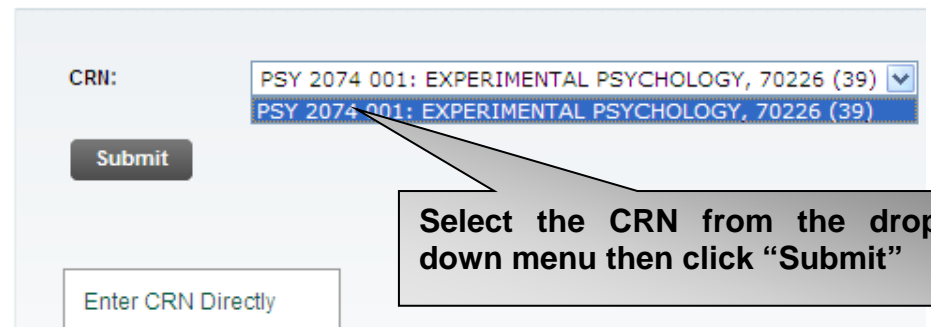 CRN: PSY 2074 001: EXPERIMENTAL PSYCHOLOGY, 70226 (39)
PSY 2074 001: EXPERIMENTAL PSYCHOLOGY, 70226 (39)
Submit
Select the CRN from the drop
down menu then click “Submit”
Enter CRN Directly